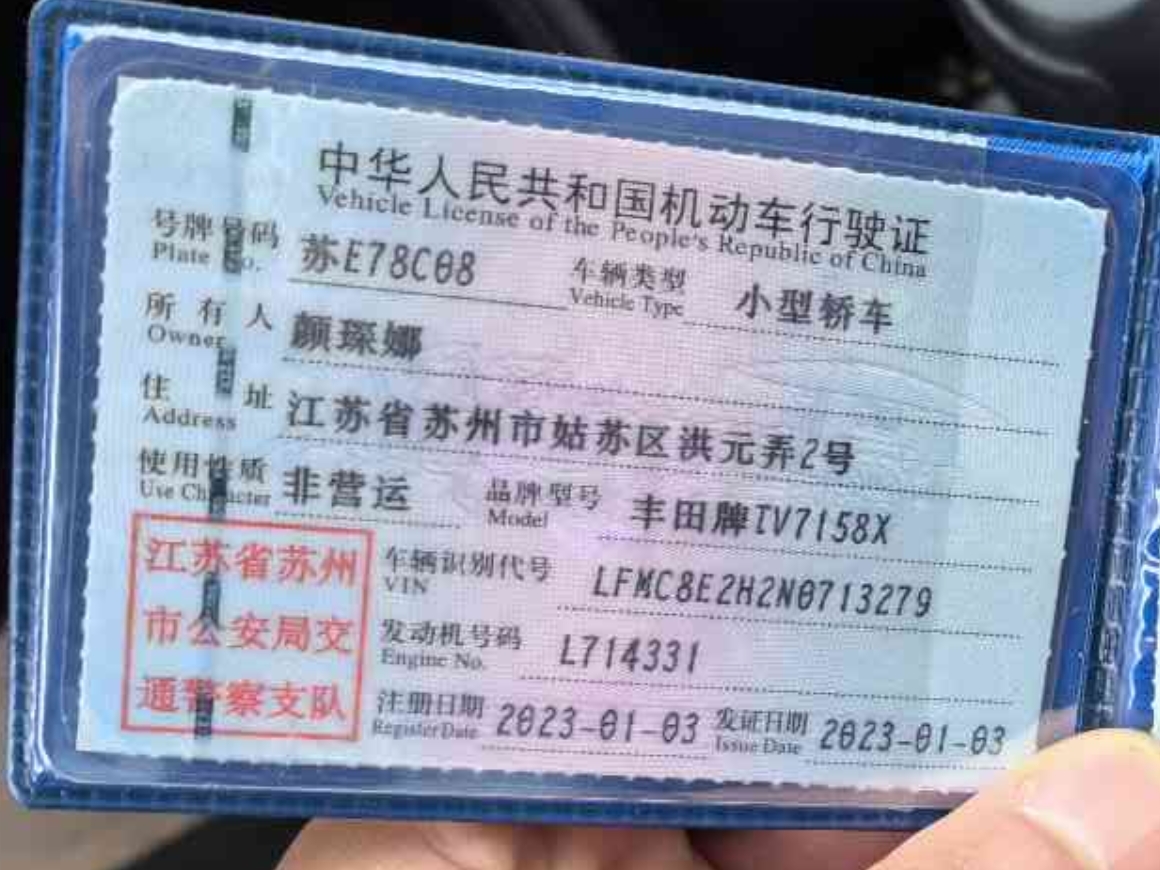 中华人民共和国机动车行驶证
Vehicle License of the People's Republic of China
号牌号码 苏E78C08 车辆类型 小型轿车
Plate No. Vehicle Type
所有人 颜琛娜
Owner
住址 江苏省苏州市姑苏区洪元弄2号
Address
使用性质 非营运 品牌型号 丰田牌TV7158X
Use Character Model
江苏省苏州
市公安局交
通警察支队
车辆识别代号 LFMC8E2H2N0713279
VIN
发动机号码 L714331
Engine No.
注册日期 2023-01-03 发证日期 2023-01-03
Register Date Issue Date